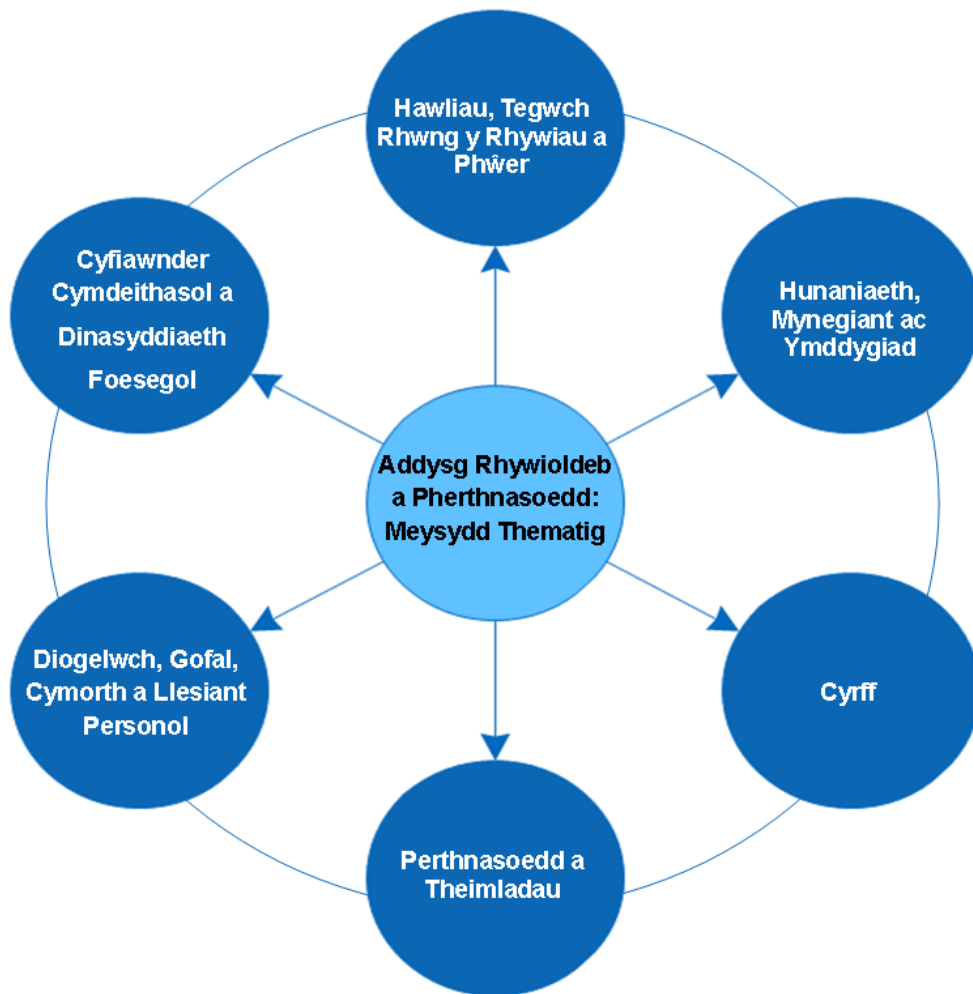 Hawliau, Tegwch
Rhwng y Rhywiau a
Phŵer
Hunaniaeth,
Mynegiant ac
Ymddygiad
Cyrff
Perthnasoedd a
Theimladau
Diogelwch, Gofal,
Cymorth a Llesiant
Personol
Cyfiawnder
Cymdeithasol a
Dinasyddiaeth
Foesegol
Addysg Rhywioldeb
a Pherthnasoedd:
Meysydd Thematig